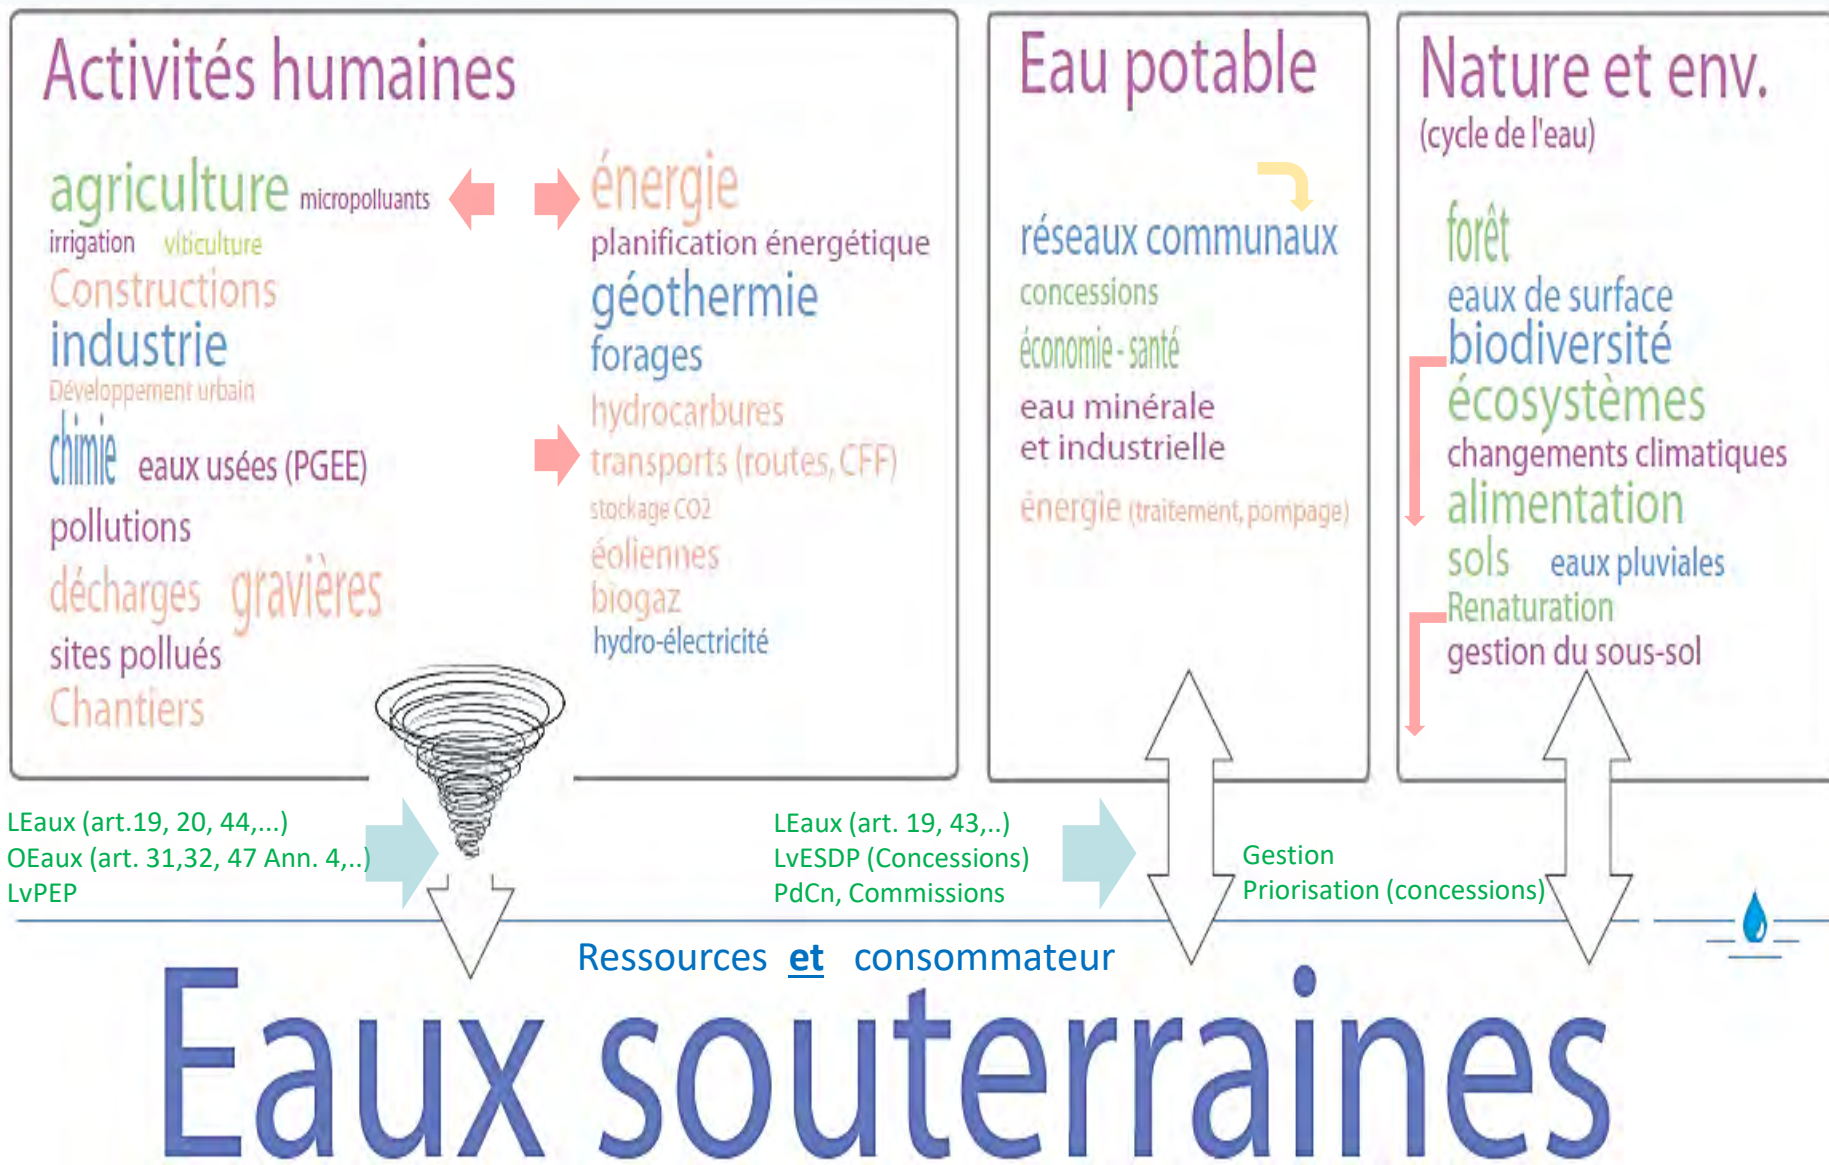 Activités humaines
agriculture micropolluants
irrigation viticulture
Constructions
industrie
Développement urbain
chimie eaux usées (PGEE)
pollutions
décharges gravières
sites pollués
Chantiers
énergie
planification énergétique
géothermie
forages
hydrocarbures
transports (routes, CFF)
stockage CO2
éoliennes
biogaz
hydro-électricité
Eau potable
réseaux communaux
concessions
économie - santé
eau minérale
et industrielle
énergie (traitement, pompage)
Nature et env.
(cycle de l'eau)
forêt
eaux de surface
biodiversité
écosystèmes
changements climatiques
alimentation
sols eaux pluviales
Renaturation
gestion du sous-sol
LEaux (art.19, 20, 44,...)
OEaux (art. 31,32, 47 Ann. 4,..)
LvPEP
LEaux (art. 19, 43,..)
LvESDP (Concessions)
PdCn, Commissions
Gestion
Priorisation (concessions)
Ressources et consommateur
Eaux souterraines